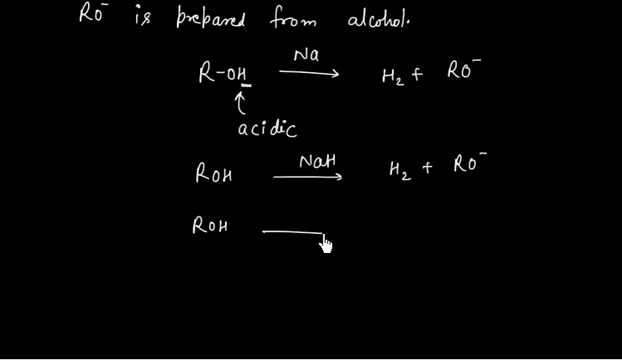 RO⁻ is prepared from alcohol.
R-OH Na → H₂ + RO⁻
acidic
ROH NaH → H₂ + RO⁻
ROH